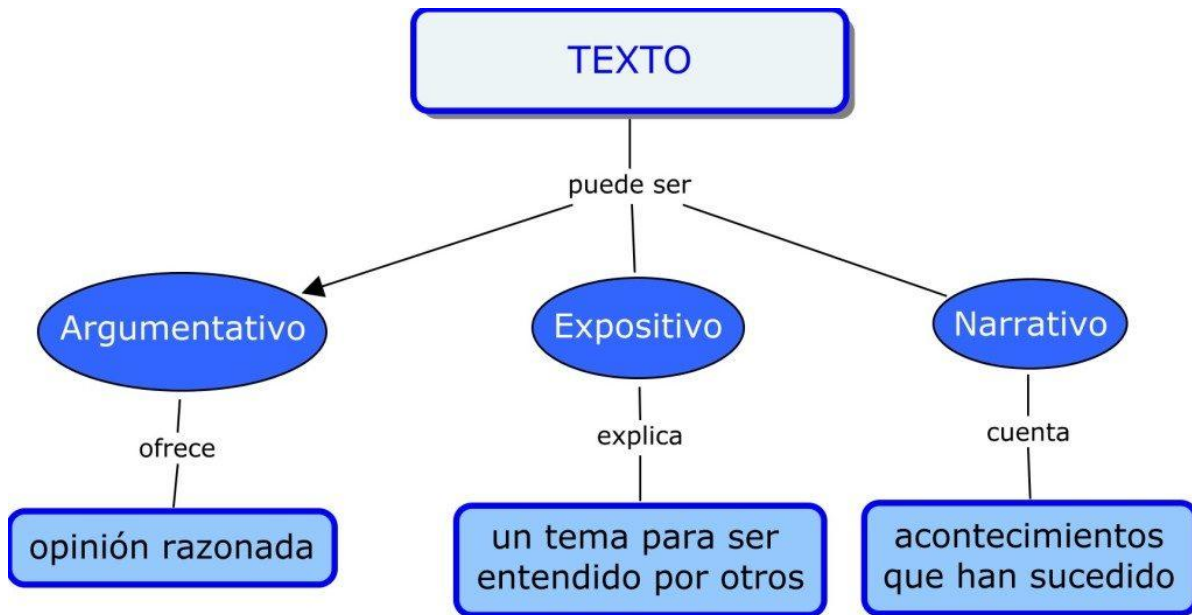 TEXTO
puede ser
Argumentativo
Expositivo
Narrativo
ofrece
explica
cuenta
opinión razonada
un tema para ser
entendido por otros
acontecimientos
que han sucedido